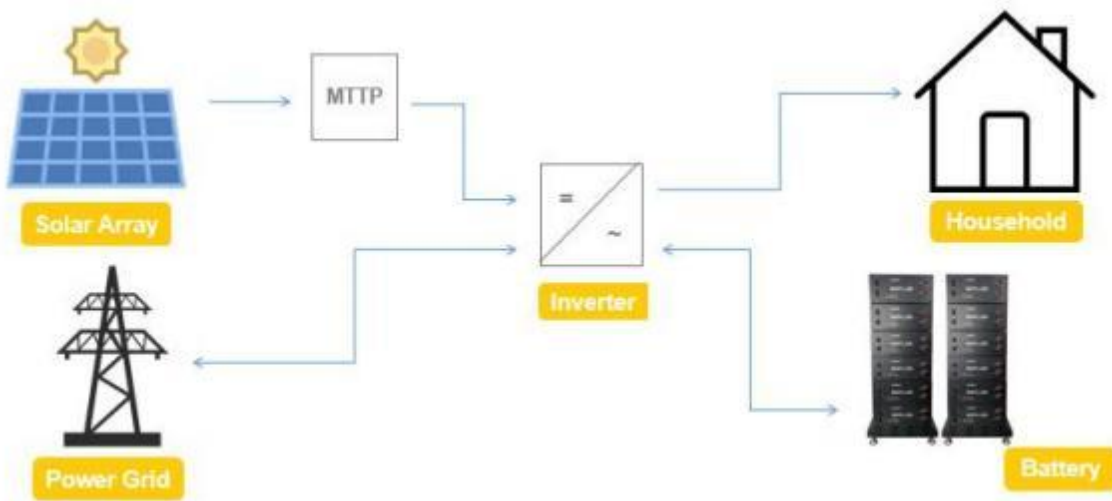 MTTP
Solar Array
=
~
Household
Inverter
Power Grid
Battery